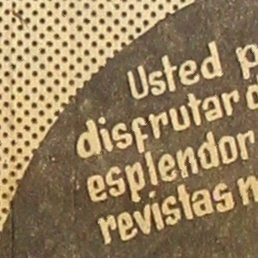 Usted p
disfrutar d
esplendor
revistas n